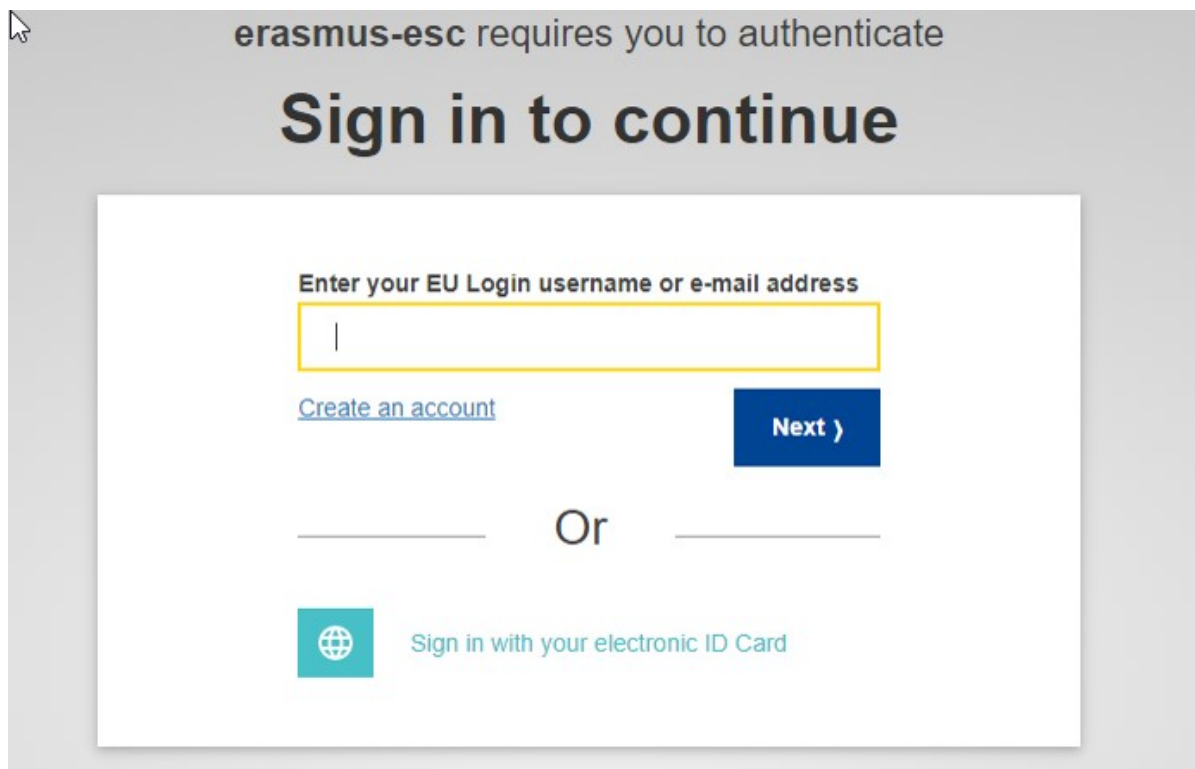 erasmus-esc requires you to authenticate
Sign in to continue
Enter your EU Login username or e-mail address
Create an account
Next ❯
Or
Sign in with your electronic ID Card